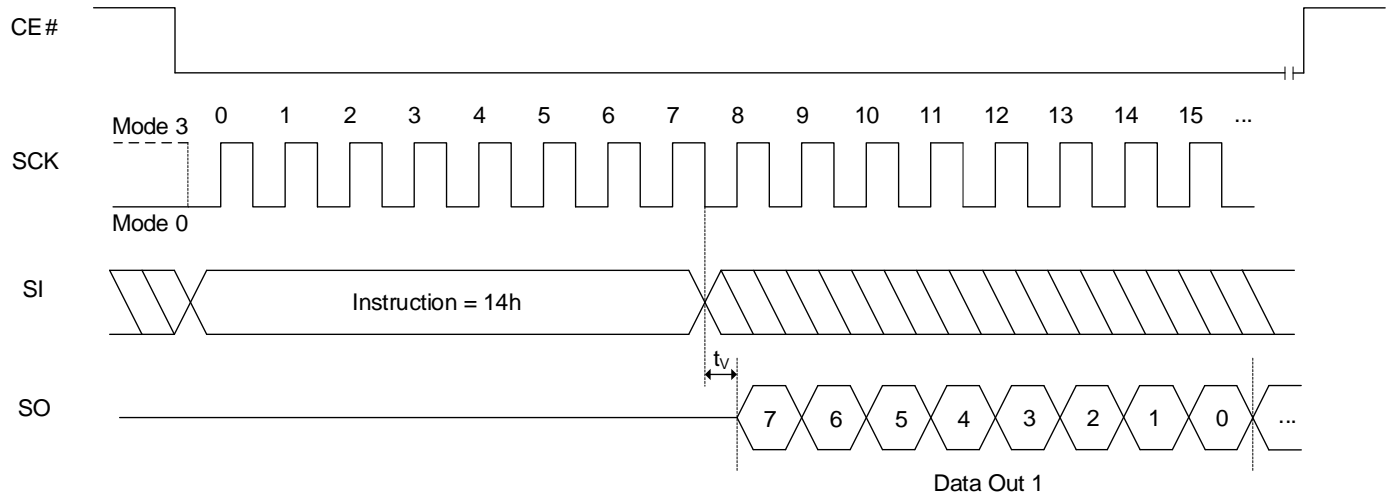 CE#
0 1 2 3 4 5 6 7 8 9 10 11 12 13 14 15 ...
Mode 3
SCK
Mode 0
SI
Instruction = 14h
tV
SO
7 6 5 4 3 2 1 0 ...
Data Out 1